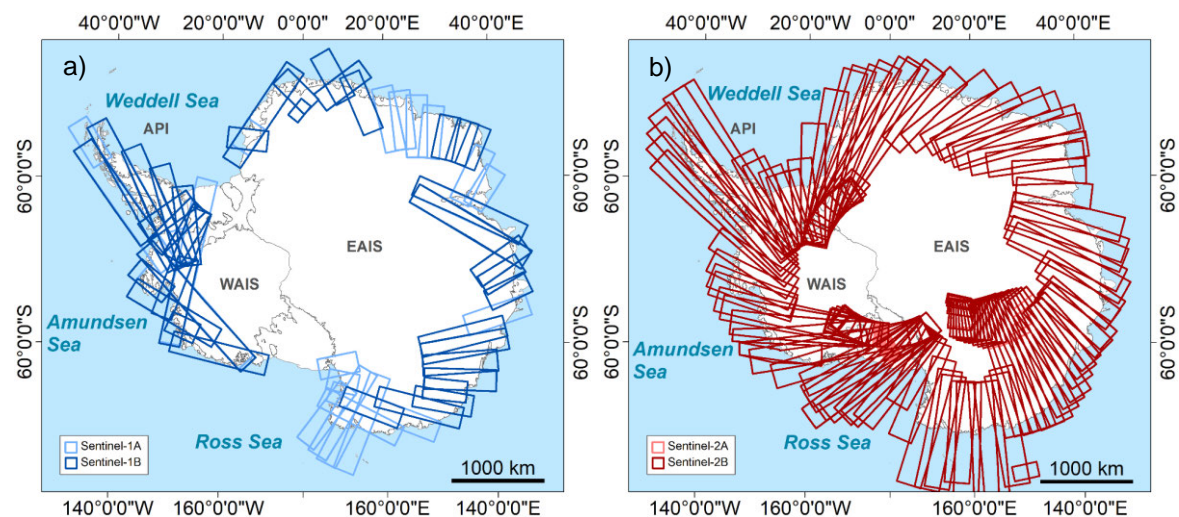 40°0'0"W 20°0'0"W 0°0'0" 20°0'0"E 40°0'0"E
a)
Weddell Sea
API
60°0'0"S
60°0'0"S
EAIS
WAIS
Amundsen
Sea
60°0'0"S
60°0'0"S
Ross Sea
Sentinel-1A
Sentinel-1B
1000 km
140°0'0"W 160°0'0"W 160°0'0"E 140°0'0"E
40°0'0"W 20°0'0"W 0°0'0" 20°0'0"E 40°0'0"E
b)
Weddell Sea
API
60°0'0"S
60°0'0"S
EAIS
WAIS
Amundsen
Sea
60°0'0"S
60°0'0"S
Ross Sea
Sentinel-2A
Sentinel-2B
1000 km
140°0'0"W 160°0'0"W 160°0'0"E 140°0'0"E